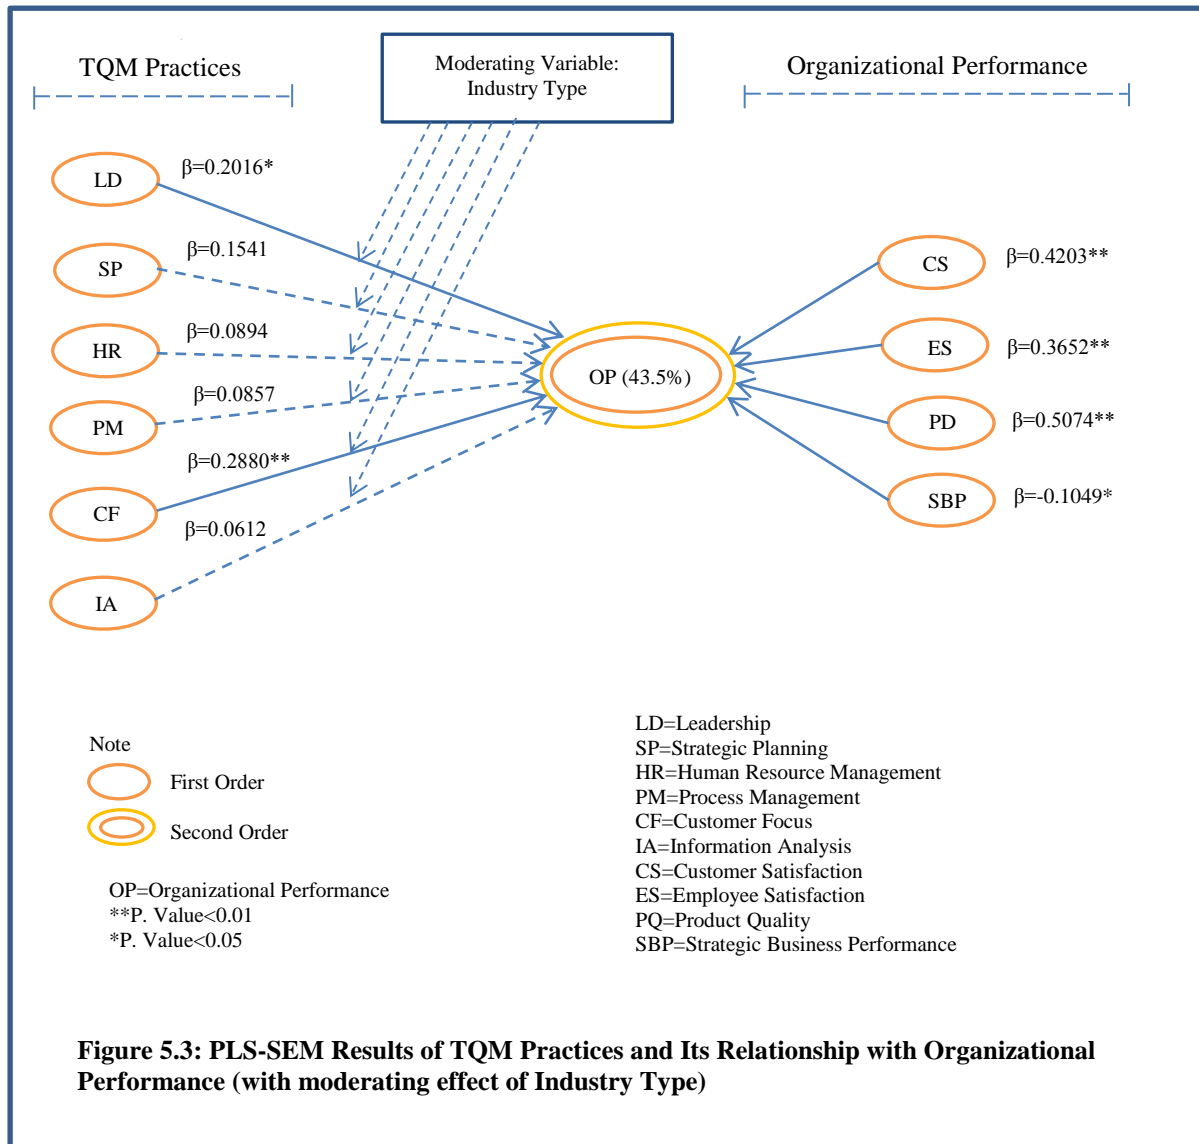 TQM Practices
Moderating Variable:
Industry Type
Organizational Performance
LD
β=0.2016*
SP
β=0.1541
HR
β=0.0894
PM
β=0.0857
CF
β=0.2880**
IA
β=0.0612
OP (43.5%)
CS
β=0.4203**
ES
β=0.3652**
PD
β=0.5074**
SBP
β=-0.1049*
Note
First Order
Second Order
OP=Organizational Performance
**P. Value<0.01
*P. Value<0.05
LD=Leadership
SP=Strategic Planning
HR=Human Resource Management
PM=Process Management
CF=Customer Focus
IA=Information Analysis
CS=Customer Satisfaction
ES=Employee Satisfaction
PQ=Product Quality
SBP=Strategic Business Performance
Figure 5.3: PLS-SEM Results of TQM Practices and Its Relationship with Organizational
Performance (with moderating effect of Industry Type)